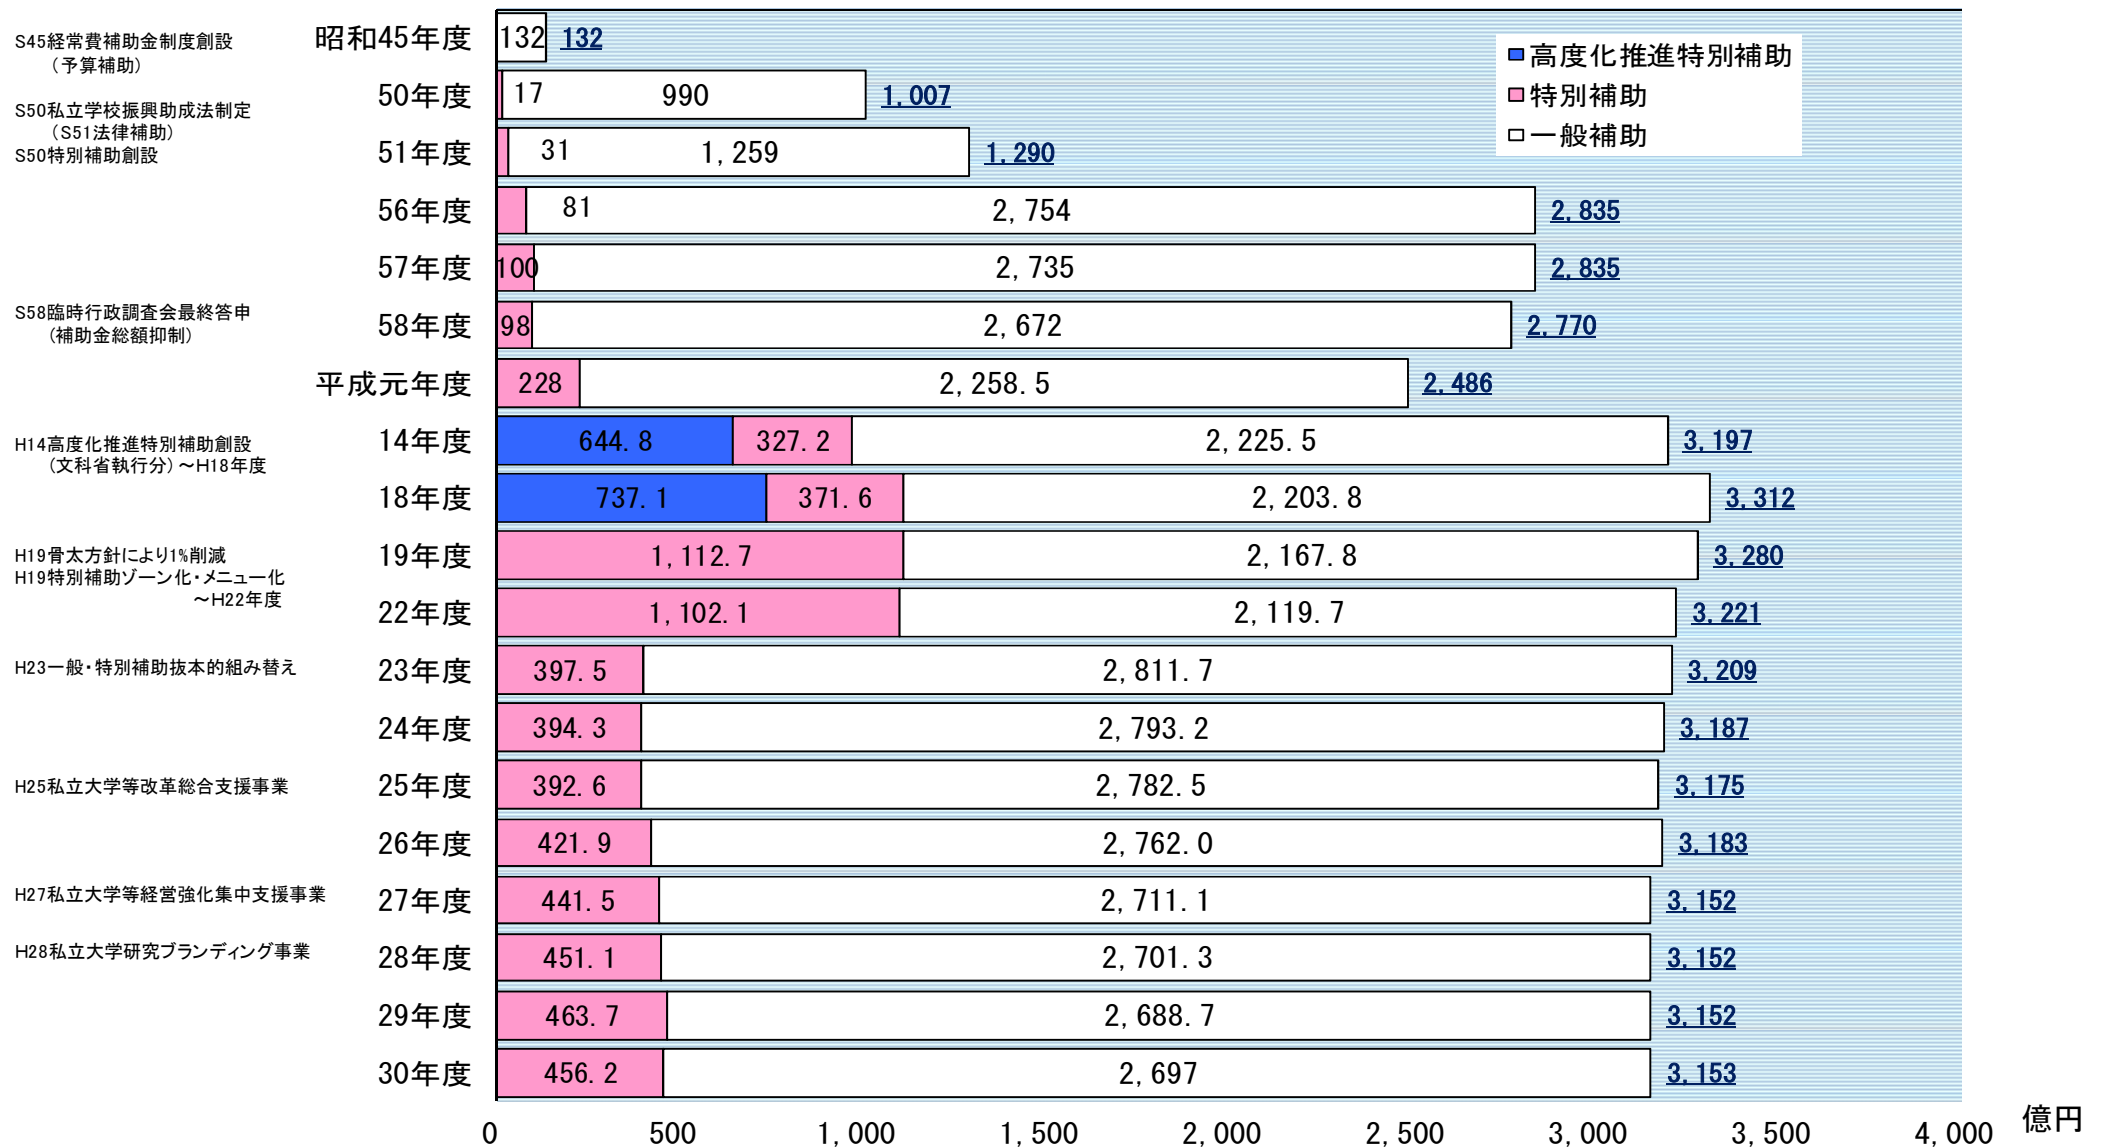 S45経常費補助金制度創設
（予算補助）
S50私立学校振興助成法制定
（S51法律補助）
S50特別補助創設
S58臨時行政調査会最終答申
(補助金総額抑制)
H14高度化推進特別補助創設
(文科省執行分)～H18年度
H19骨太方針により1%削減
H19特別補助ゾーン化・メニュー化
～H22年度
H23一般・特別補助抜本的組み替え
H25私立大学等改革総合支援事業
H27私立大学等経営強化集中支援事業
H28私立大学研究ブランディング事業
高度化推進特別補助
特別補助
一般補助
昭和45年度 132 132
50年度 17 990 1,007
51年度 31 1,259 1,290
56年度 81 2,754 2,835
57年度 100 2,735 2,835
58年度 98 2,672 2,770
平成元年度 228 2,258.5 2,486
14年度 644.8 327.2 2,225.5 3,197
18年度 737.1 371.6 2,203.8 3,312
19年度 1,112.7 2,167.8 3,280
22年度 1,102.1 2,119.7 3,221
23年度 397.5 2,811.7 3,209
24年度 394.3 2,793.2 3,187
25年度 392.6 2,782.5 3,175
26年度 421.9 2,762.0 3,183
27年度 441.5 2,711.1 3,152
28年度 451.1 2,701.3 3,152
29年度 463.7 2,688.7 3,152
30年度 456.2 2,697 3,153
0 500 1,000 1,500 2,000 2,500 3,000 3,500 4,000 億円